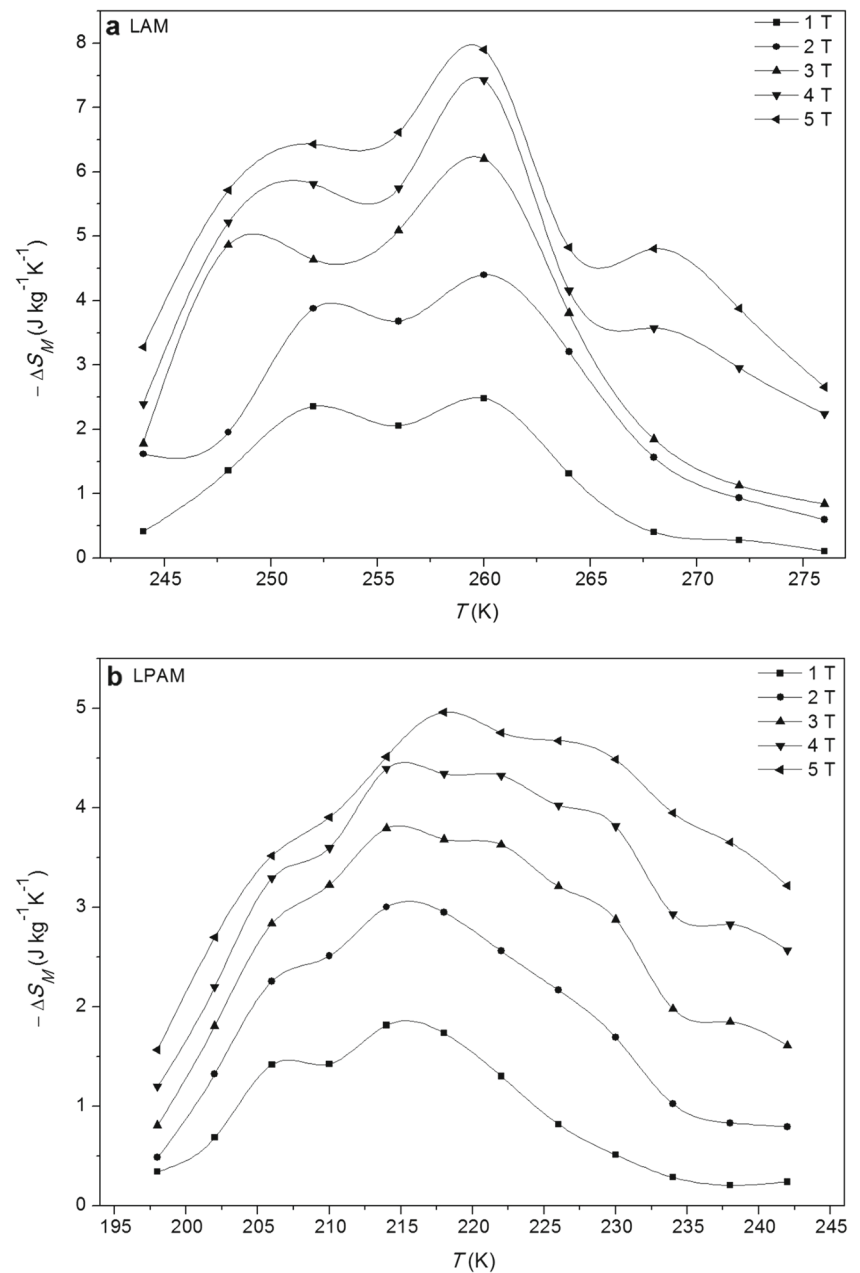 a LAM
1 T
2 T
3 T
4 T
5 T
8
7
6
5
4
3
2
1
0
− ΔS_M (J kg⁻¹K⁻¹)
245 250 255 260 265 270 275
T (K)
b LPAM
1 T
2 T
3 T
4 T
5 T
5
4
3
2
1
0
− ΔS_M (J kg⁻¹K⁻¹)
195 200 205 210 215 220 225 230 235 240 245
T (K)